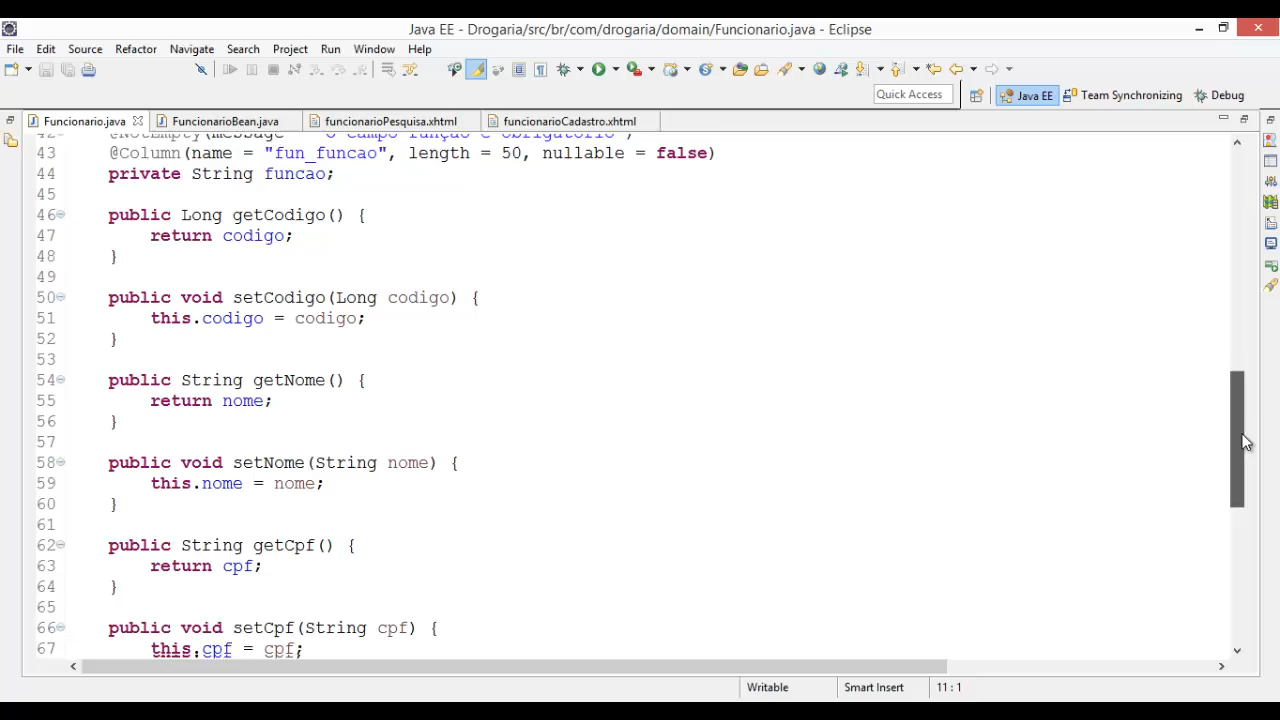 Java EE - Drogaria/src/br/com/drogaria/domain/Funcionario.java - Eclipse
File Edit Source Refactor Navigate Search Project Run Window Help
Quick Access Java EE Team Synchronizing Debug
Funcionario.java FuncionarioBean.java funcionarioPesquisa.xhtml funcionarioCadastro.xhtml
42 @NotEmpty(message "O campo função é obrigatório")
43 @Column(name = "fun_funcao", length = 50, nullable = false)
44 private String funcao;
45
46 public Long getCodigo() {
47 return codigo;
48 }
49
50 public void setCodigo(Long codigo) {
51 this.codigo = codigo;
52 }
53
54 public String getNome() {
55 return nome;
56 }
57
58 public void setNome(String nome) {
59 this.nome = nome;
60 }
61
62 public String getCpf() {
63 return cpf;
64 }
65
66 public void setCpf(String cpf) {
67 this.cpf = cpf;
Writable Smart Insert 11 : 1